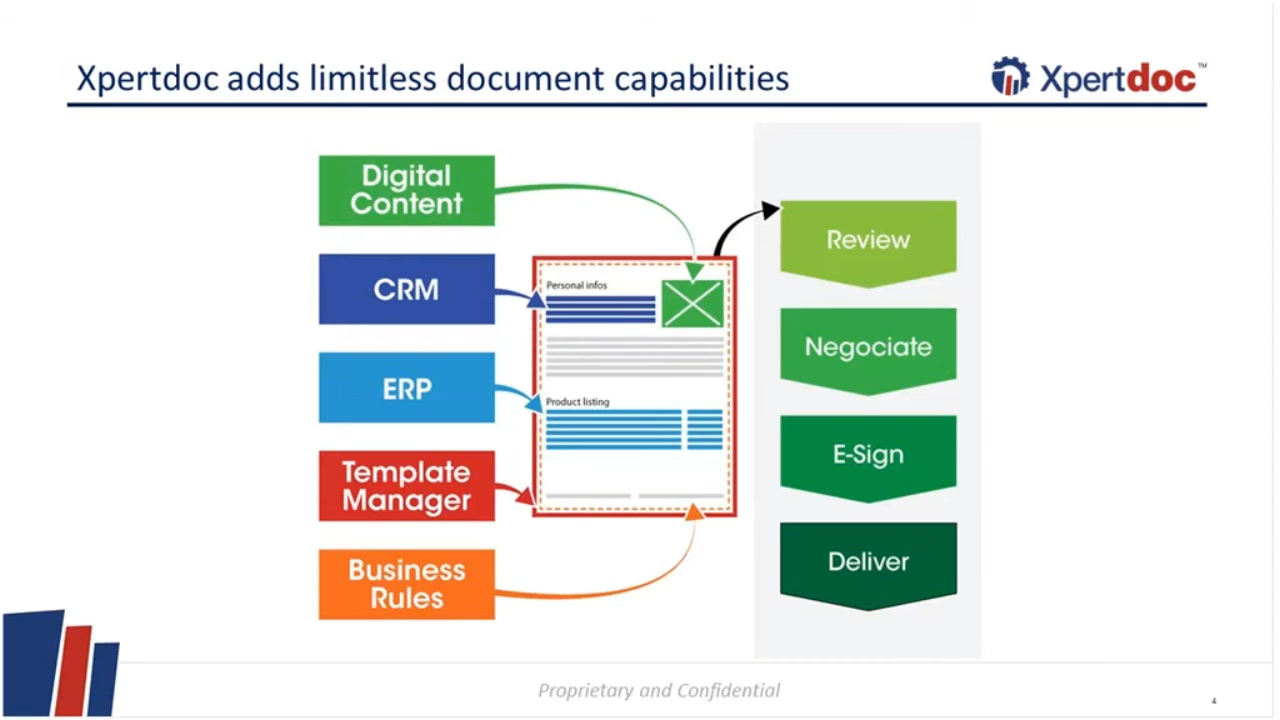 Xpertdoc adds limitless document capabilities
Xpertdoc™
Digital
Content
CRM
ERP
Template
Manager
Business
Rules
Personal infos
Product listing
Review
Negociate
E-Sign
Deliver
Proprietary and Confidential
4